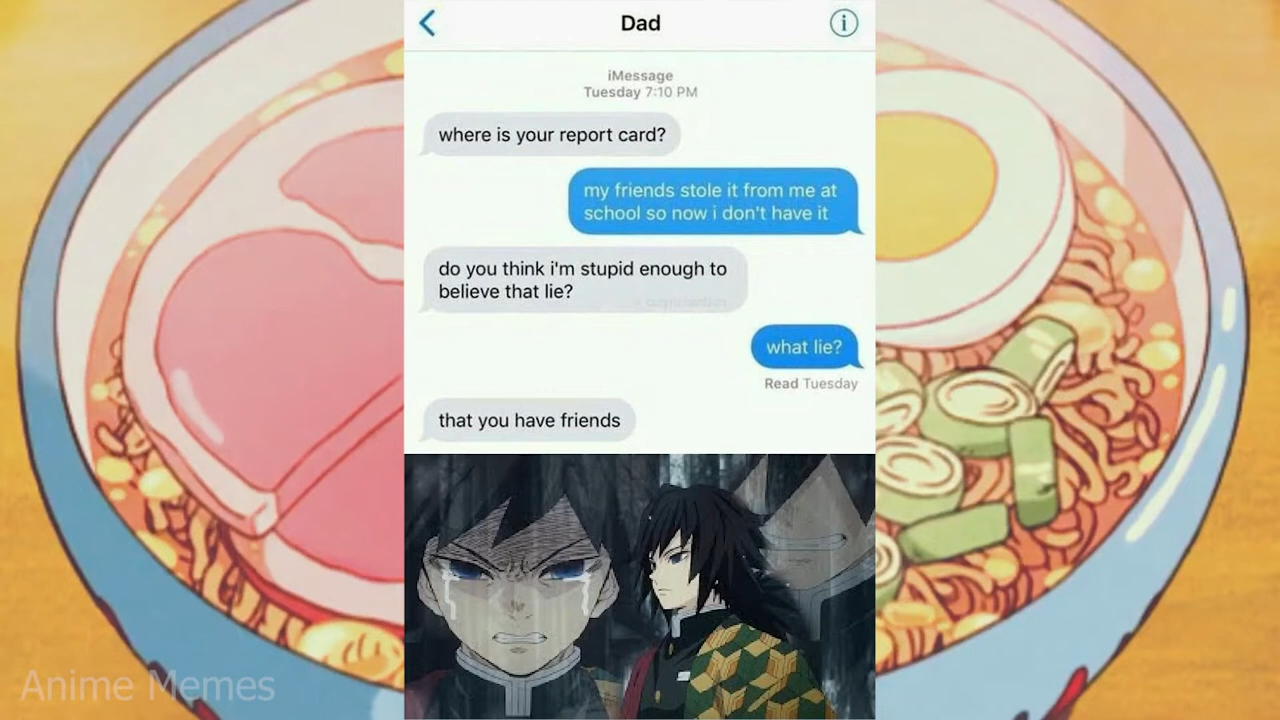 Dad
iMessage
Tuesday 7:10 PM
where is your report card?
my friends stole it from me at
school so now i don't have it
do you think i'm stupid enough to
believe that lie?
what lie?
Read Tuesday
that you have friends
Anime Memes